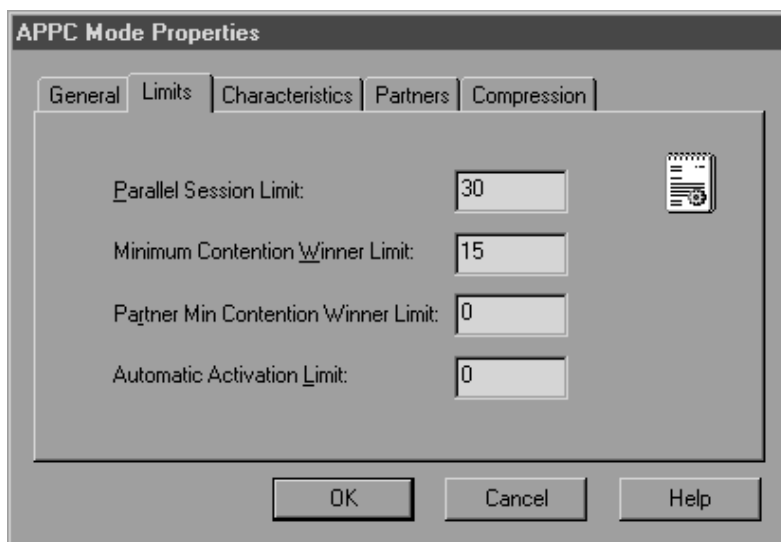 APPC Mode Properties
General Limits Characteristics Partners Compression
Parallel Session Limit: 30
Minimum Contention Winner Limit: 15
Partner Min Contention Winner Limit: 0
Automatic Activation Limit: 0
OK Cancel Help